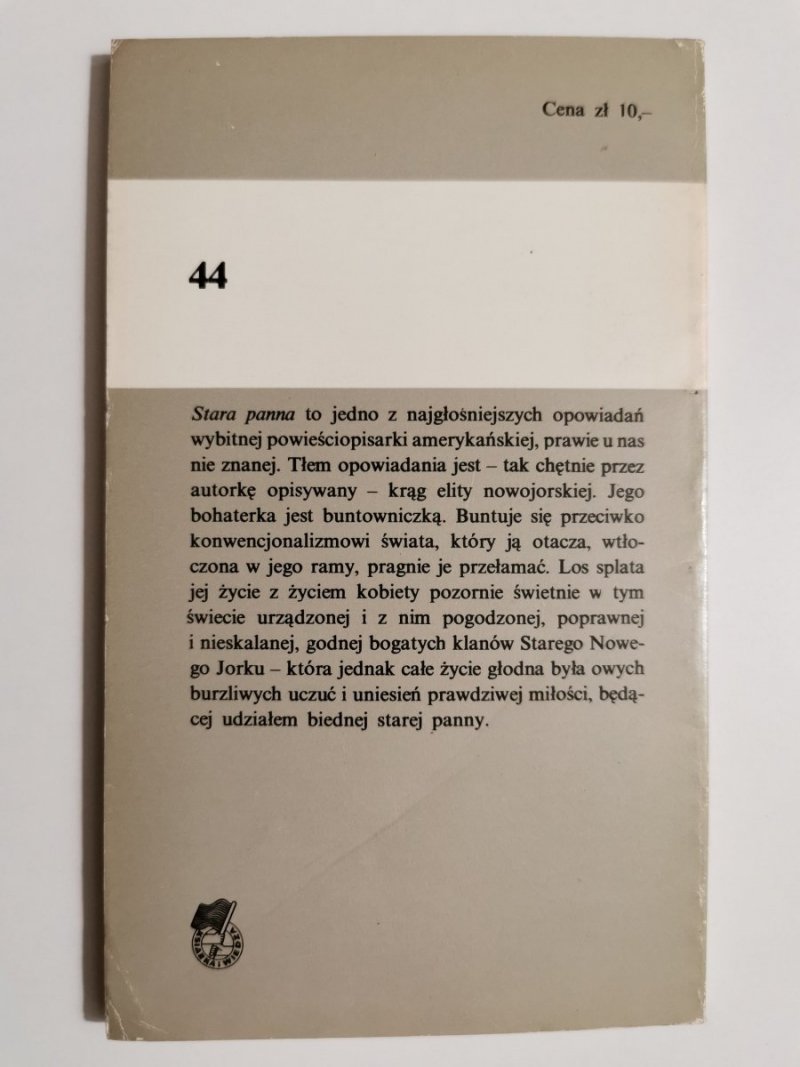 Cena zł 10,–
44
Stara panna to jedno z najgłośniejszych opowiadań
wybitnej powieściopisarki amerykańskiej, prawie u nas
nie znanej. Tłem opowiadania jest – tak chętnie przez
autorkę opisywany – krąg elity nowojorskiej. Jego
bohaterka jest buntowniczką. Buntuje się przeciwko
konwencjonalizmowi świata, który ją otacza, wtło-
czona w jego ramy, pragnie je przełamać. Los splata
jej życie z życiem kobiety pozornie świetnie w tym
świecie urządzonej i z nim pogodzonej, poprawnej
i nieskalanej, godnej bogatych klanów Starego Nowe-
go Jorku – która jednak całe życie głodna była owych
burzliwych uczuć i uniesień prawdziwej miłości, będą-
cej udziałem biednej starej panny.
KSIĄŻKA I WIEDZA